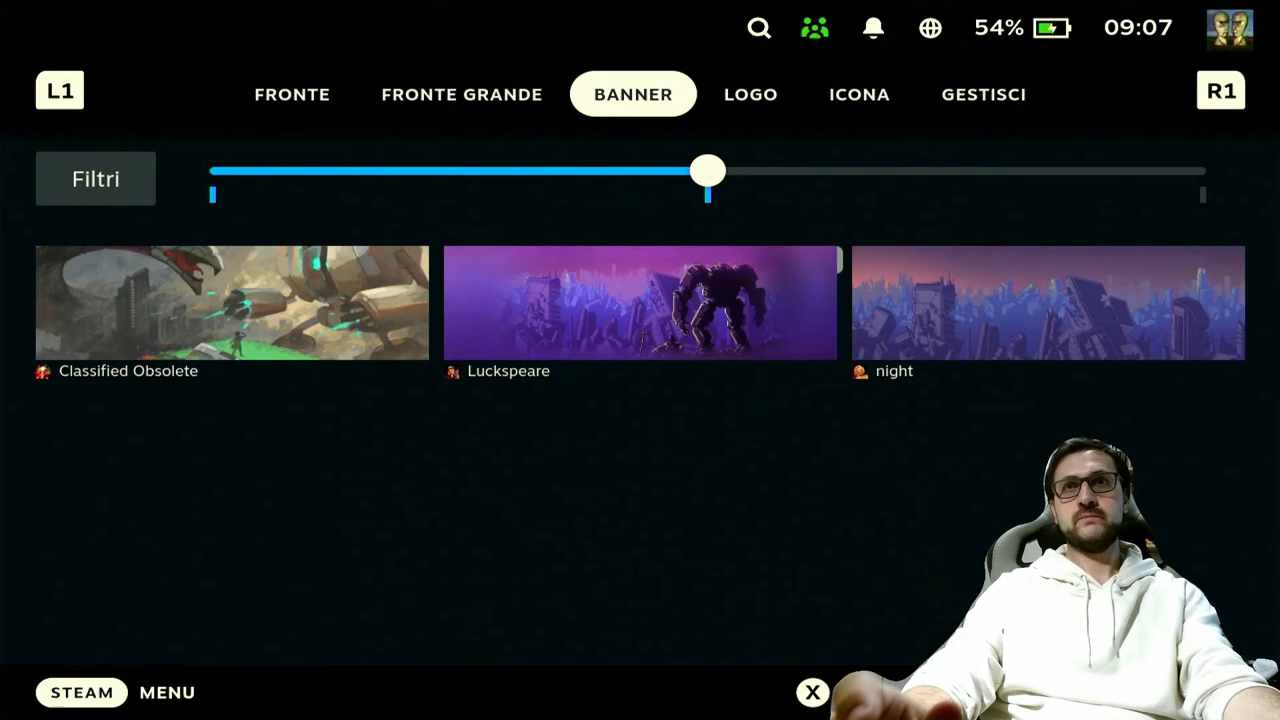 54%
09:07
L1
FRONTE
FRONTE GRANDE
BANNER
LOGO
ICONA
GESTISCI
R1
Filtri
Classified Obsolete
Luckspeare
night
STEAM
MENU
X